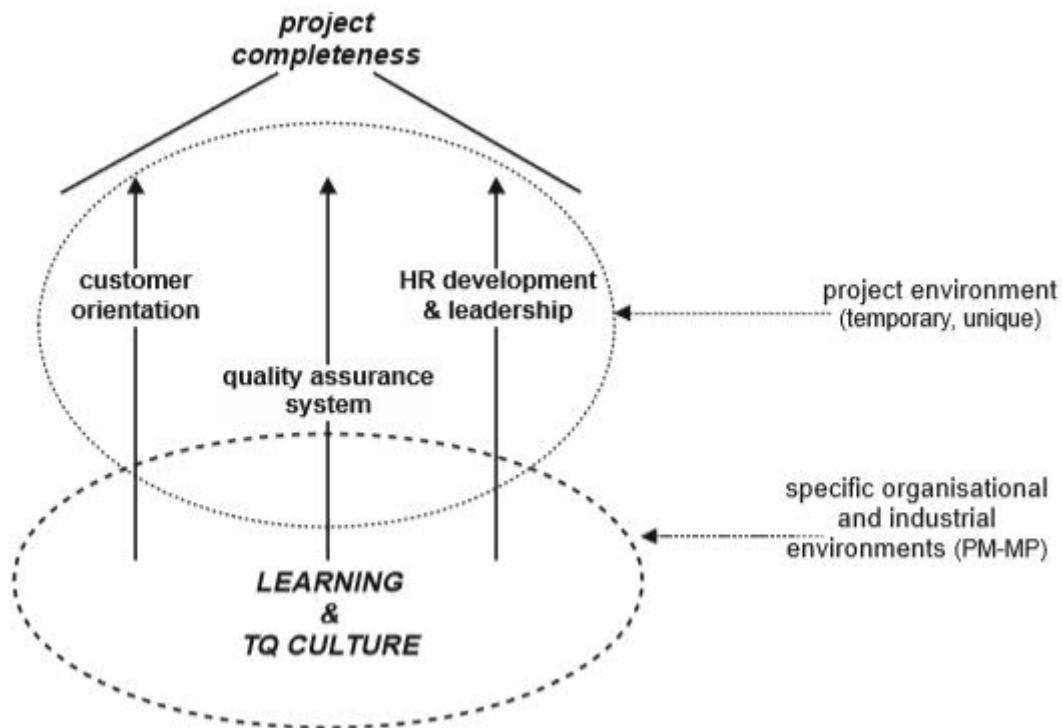 project
completeness
customer
orientation
HR development
& leadership
project environment
(temporary, unique)
quality assurance
system
specific organisational
and industrial
environments (PM-MP)
LEARNING
&
TQ CULTURE